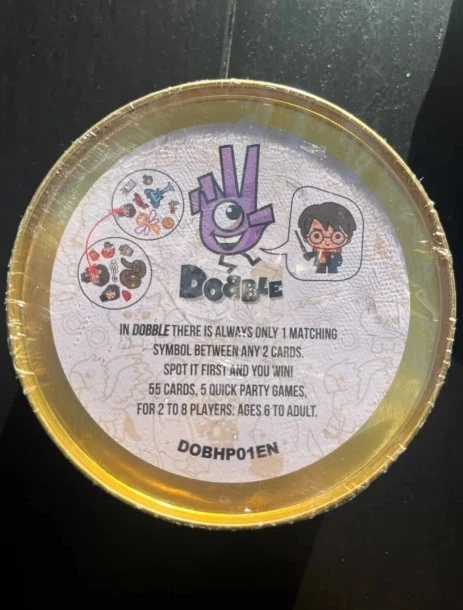 DOBBLE
IN DOBBLE THERE IS ALWAYS ONLY 1 MATCHING
SYMBOL BETWEEN ANY 2 CARDS.
SPOT IT FIRST AND YOU WIN!
55 CARDS, 5 QUICK PARTY GAMES,
FOR 2 TO 8 PLAYERS. AGES 6 TO ADULT.
DOBHP01EN